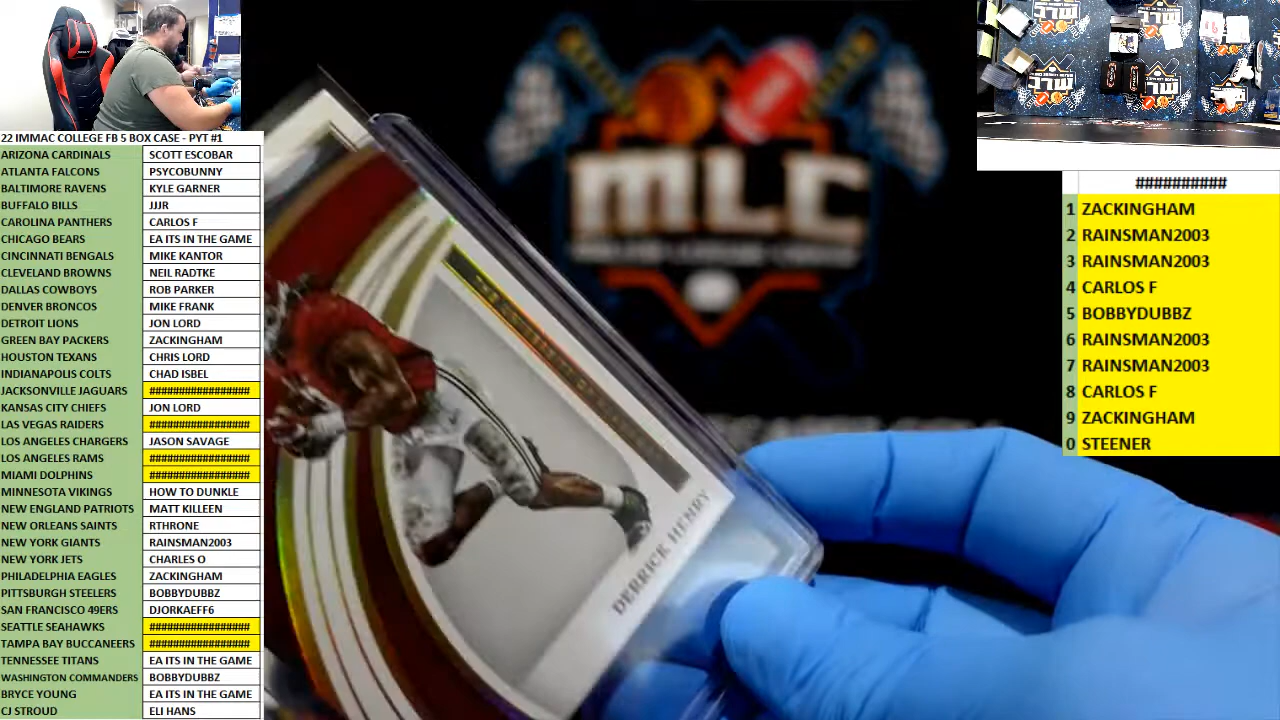 22 IMMAC COLLEGE FB 5 BOX CASE - PYT #1
ARIZONA CARDINALS SCOTT ESCOBAR
ATLANTA FALCONS PSYCOBUNNY
BALTIMORE RAVENS KYLE GARNER
BUFFALO BILLS JJJR
CAROLINA PANTHERS CARLOS F
CHICAGO BEARS EA ITS IN THE GAME
CINCINNATI BENGALS MIKE KANTOR
CLEVELAND BROWNS NEIL RADTKE
DALLAS COWBOYS ROB PARKER
DENVER BRONCOS MIKE FRANK
DETROIT LIONS JON LORD
GREEN BAY PACKERS ZACKINGHAM
HOUSTON TEXANS CHRIS LORD
INDIANAPOLIS COLTS CHAD ISBEL
JACKSONVILLE JAGUARS ################
KANSAS CITY CHIEFS JON LORD
LAS VEGAS RAIDERS ################
LOS ANGELES CHARGERS JASON SAVAGE
LOS ANGELES RAMS ################
MIAMI DOLPHINS ################
MINNESOTA VIKINGS HOW TO DUNKLE
NEW ENGLAND PATRIOTS MATT KILLEEN
NEW ORLEANS SAINTS RTHRONE
NEW YORK GIANTS RAINSMAN2003
NEW YORK JETS CHARLES O
PHILADELPHIA EAGLES ZACKINGHAM
PITTSBURGH STEELERS BOBBYDUBBZ
SAN FRANCISCO 49ERS DJORKAEFF6
SEATTLE SEAHAWKS ################
TAMPA BAY BUCCANEERS ################
TENNESSEE TITANS EA ITS IN THE GAME
WASHINGTON COMMANDERS BOBBYDUBBZ
BRYCE YOUNG EA ITS IN THE GAME
CJ STROUD ELI HANS
MLC
DERRICK HENRY
##########
1 ZACKINGHAM
2 RAINSMAN2003
3 RAINSMAN2003
4 CARLOS F
5 BOBBYDUBBZ
6 RAINSMAN2003
7 RAINSMAN2003
8 CARLOS F
9 ZACKINGHAM
0 STEENER